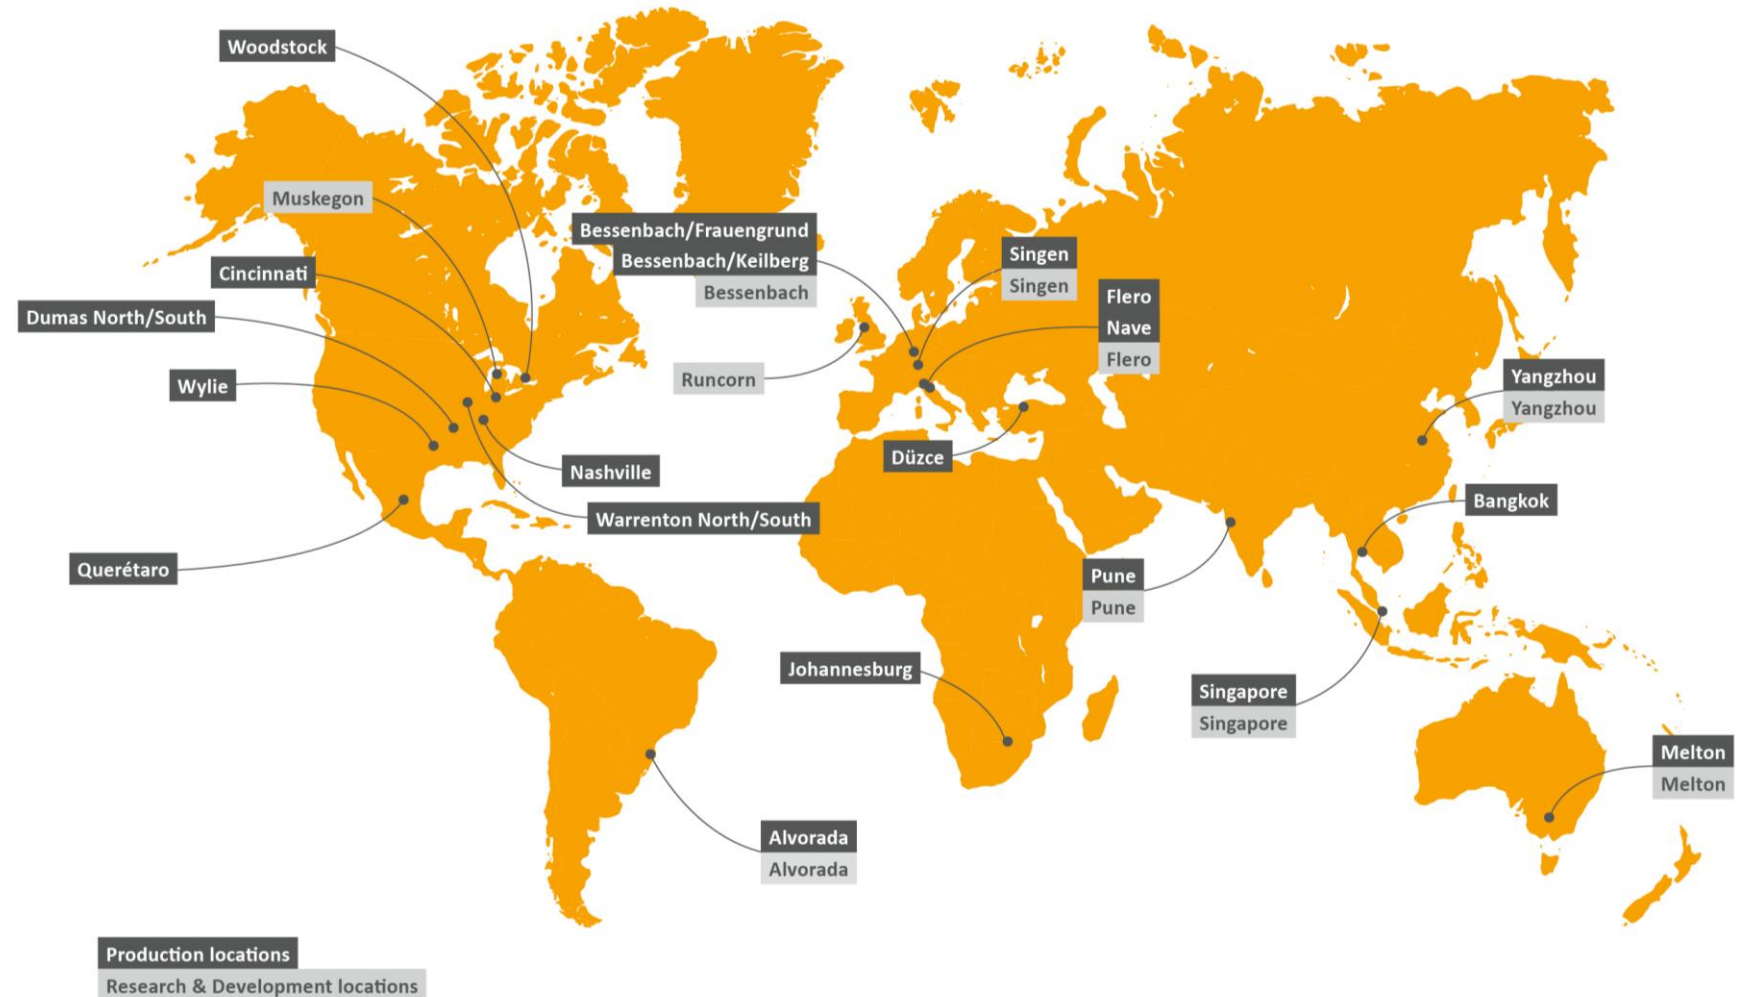 Woodstock
Muskegon
Cincinnati
Dumas North/South
Wylie
Querétaro
Nashville
Warrenton North/South
Bessenbach/Frauengrund
Bessenbach/Keilberg
Bessenbach
Runcorn
Singen
Singen
Flero
Nave
Flero
Düzce
Yangzhou
Yangzhou
Bangkok
Pune
Pune
Johannesburg
Singapore
Singapore
Melton
Melton
Alvorada
Alvorada
Production locations
Research & Development locations